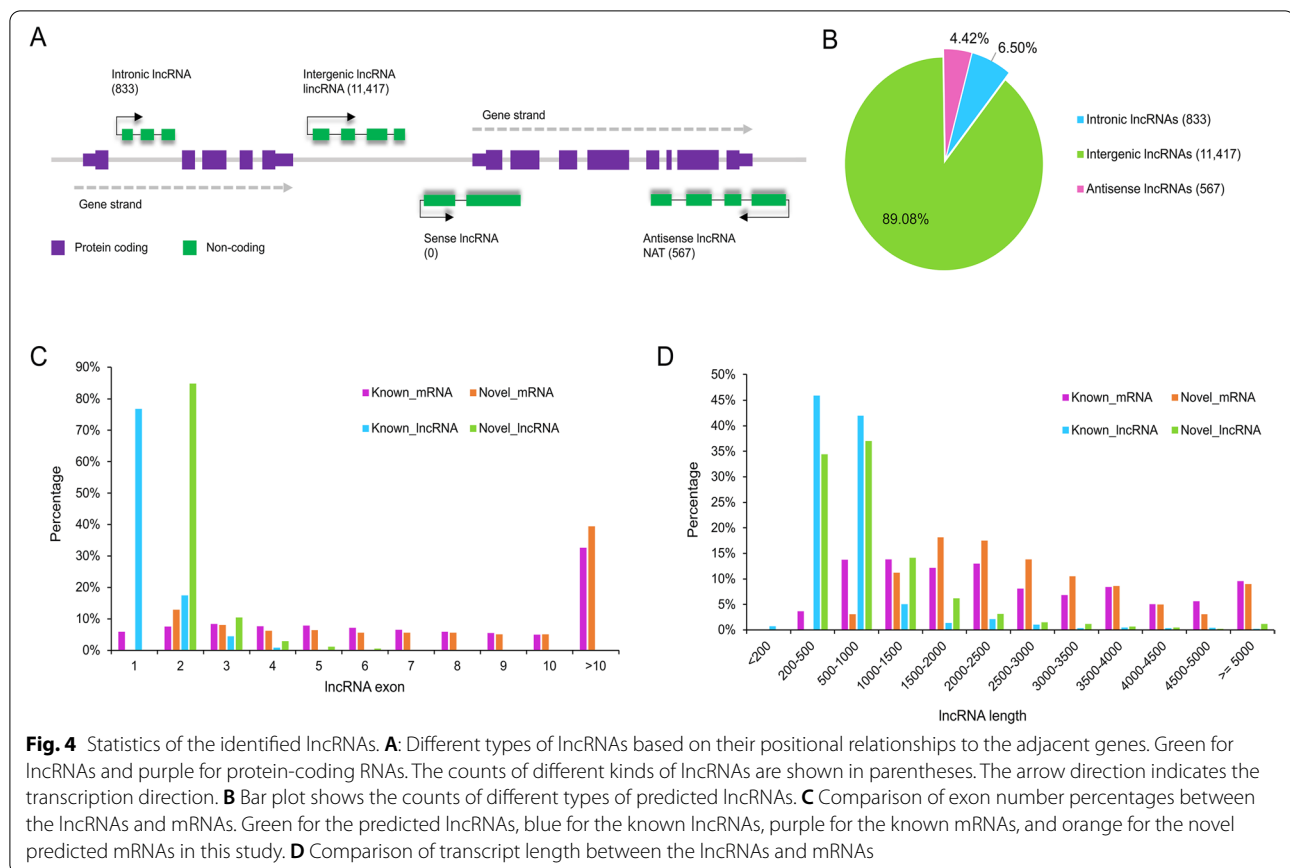 A
Intronic lncRNA
(833)
Intergenic lncRNA
lincRNA (11,417)
Gene strand
Gene strand
Sense lncRNA
(0)
Antisense lncRNA
NAT (567)
Protein coding
Non-coding
B
4.42%
6.50%
89.08%
Intronic lncRNAs (833)
Intergenic lncRNAs (11,417)
Antisense lncRNAs (567)
C
90%
80%
70%
60%
50%
40%
30%
20%
10%
0%
Percentage
Known_mRNA
Novel_mRNA
Known_lncRNA
Novel_lncRNA
1 2 3 4 5 6 7 8 9 10 >10
lncRNA exon
D
50%
45%
40%
35%
30%
25%
20%
15%
10%
5%
0%
Percentage
Known_mRNA
Novel_mRNA
Known_lncRNA
Novel_lncRNA
<200 200-500 500-1000 1000-1500 1500-2000 2000-2500 2500-3000 3000-3500 3500-4000 4000-4500 4500-5000 >= 5000
lncRNA length
Fig. 4 Statistics of the identified lncRNAs. A: Different types of lncRNAs based on their positional relationships to the adjacent genes. Green for
lncRNAs and purple for protein-coding RNAs. The counts of different kinds of lncRNAs are shown in parentheses. The arrow direction indicates the
transcription direction. B Bar plot shows the counts of different types of predicted lncRNAs. C Comparison of exon number percentages between
the lncRNAs and mRNAs. Green for the predicted lncRNAs, blue for the known lncRNAs, purple for the known mRNAs, and orange for the novel
predicted mRNAs in this study. D Comparison of transcript length between the lncRNAs and mRNAs